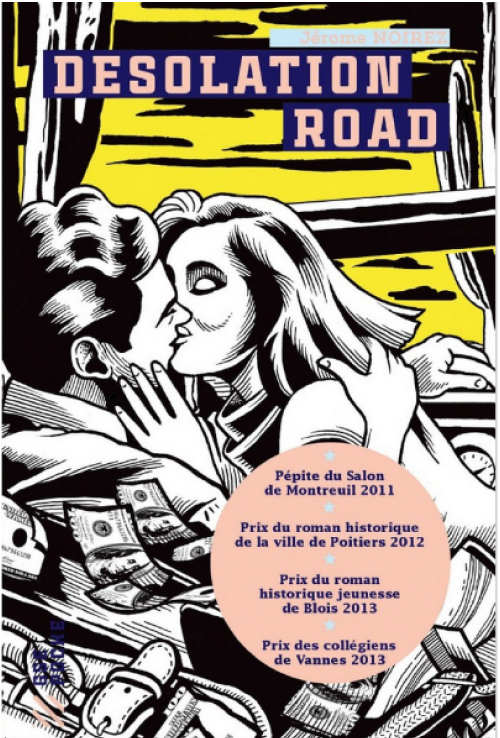 Jérome NOIREZ
DESOLATION
ROAD
Pépite du Salon
de Montreuil 2011
Prix du roman historique
de la ville de Poitiers 2012
Prix du roman
historique jeunesse
de Blois 2013
Prix des collégiens
de Vannes 2013